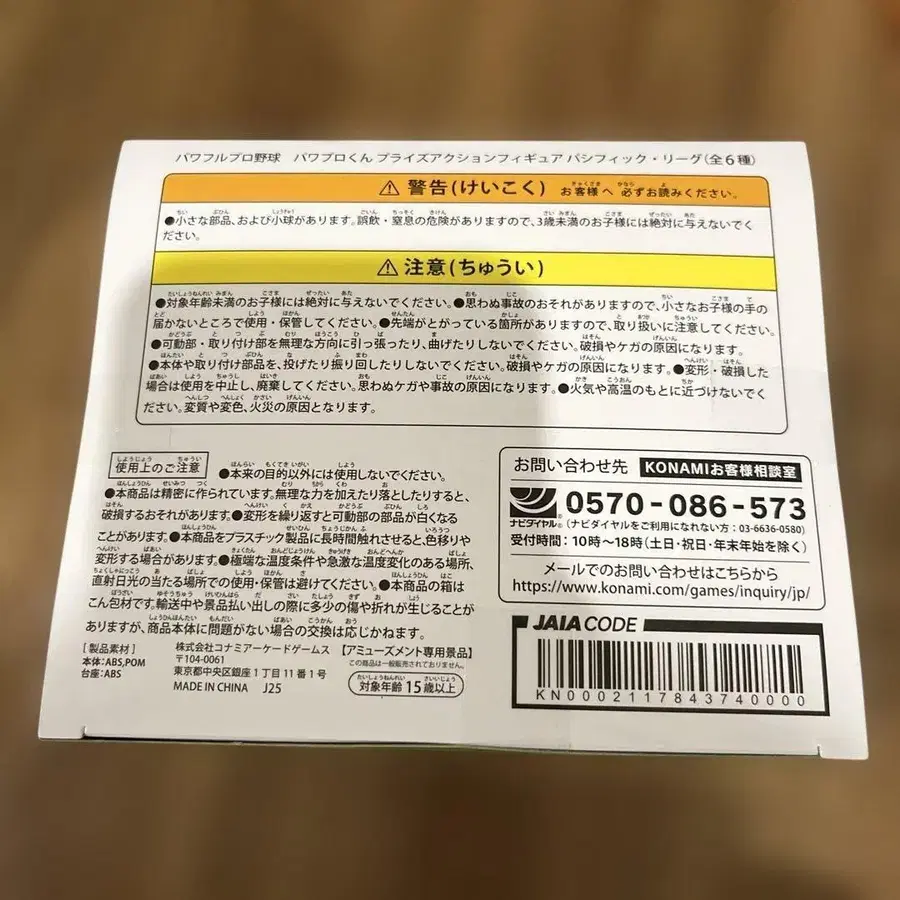 パワフルプロ野球　パワプロくん プライズアクションフィギュア パシフィック・リーグ(全6種)
⚠ 警告(けいこく) お客様へ 必ずお読みください。
●小さな部品、および小球があります。誤飲・窒息の危険がありますので、3歳未満のお子様には絶対に与えないでく
ださい。
⚠ 注意(ちゅうい)
●対象年齢未満のお子様には絶対に与えないでください。●思わぬ事故のおそれがありますので、小さなお子様の手の
届かないところで使用・保管してください。●先端がとがっている箇所がありますので、取り扱いに注意してください。
●可動部・取り付け部を無理な方向に引っ張ったり、曲げたりしないでください。破損やケガの原因になります。
●本体や取り付け部品を、投げたり振り回したりしないでください。破損やケガの原因になります。●変形・破損した
場合は使用を中止し、廃棄してください。思わぬケガや事故の原因になります。●火気や高温のもとに近づけないでく
ださい。変質や変色、火災の原因となります。
使用上のご注意 ●本来の目的以外には使用しないでください。
●本商品は精密に作られています。無理な力を加えたり落としたりすると、
破損するおそれがあります。●変形を繰り返すと可動部の部品が白くなる
ことがあります。●本商品をプラスチック製品に長時間触れさせると、色移りや
変形する場合があります。●極端な温度条件や急激な温度変化のある場所、
直射日光の当たる場所での使用・保管は避けてください。●本商品の箱は
こん包材です。輸送中や景品払い出しの際に多少の傷や折れが生じることが
ありますが、商品本体に問題がない場合の交換は応じかねます。
[製品素材]
本体:ABS,POM
台座:ABS
株式会社コナミアーケードゲームス
〒104-0061
東京都中央区銀座1丁目11番1号
MADE IN CHINA J25
【アミューズメント専用景品】
この商品は一般販売されておりません。
対象年齢 15歳以上
お問い合わせ先 KONAMIお客様相談室
ナビダイヤル® 0570-086-573
(ナビダイヤルをご利用になれない方:03-6636-0580)
受付時間:10時〜18時(土日・祝日・年末年始を除く)
メールでのお問い合わせはこちらから
https://www.konami.com/games/inquiry/jp/
JAIA CODE
KN00021178437400000